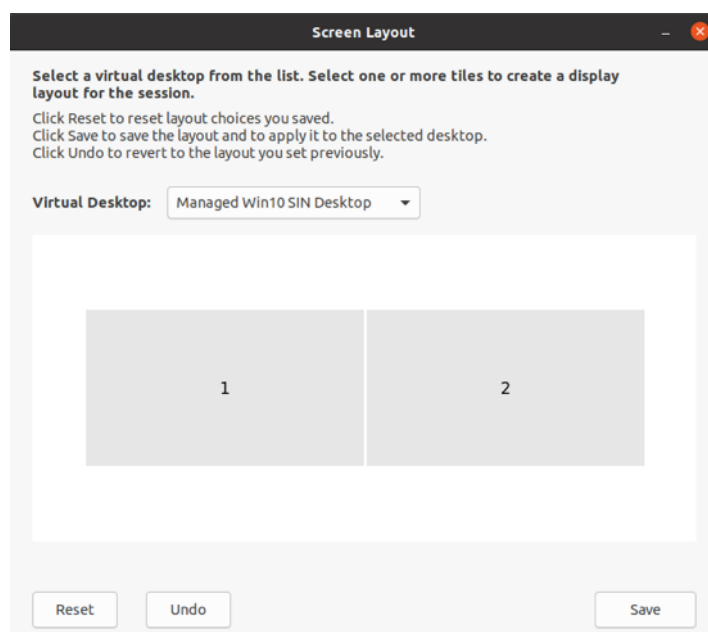 Screen Layout
Select a virtual desktop from the list. Select one or more tiles to create a display
layout for the session.
Click Reset to reset layout choices you saved.
Click Save to save the layout and to apply it to the selected desktop.
Click Undo to revert to the layout you set previously.
Virtual Desktop: Managed Win10 SIN Desktop
1 2
Reset Undo Save